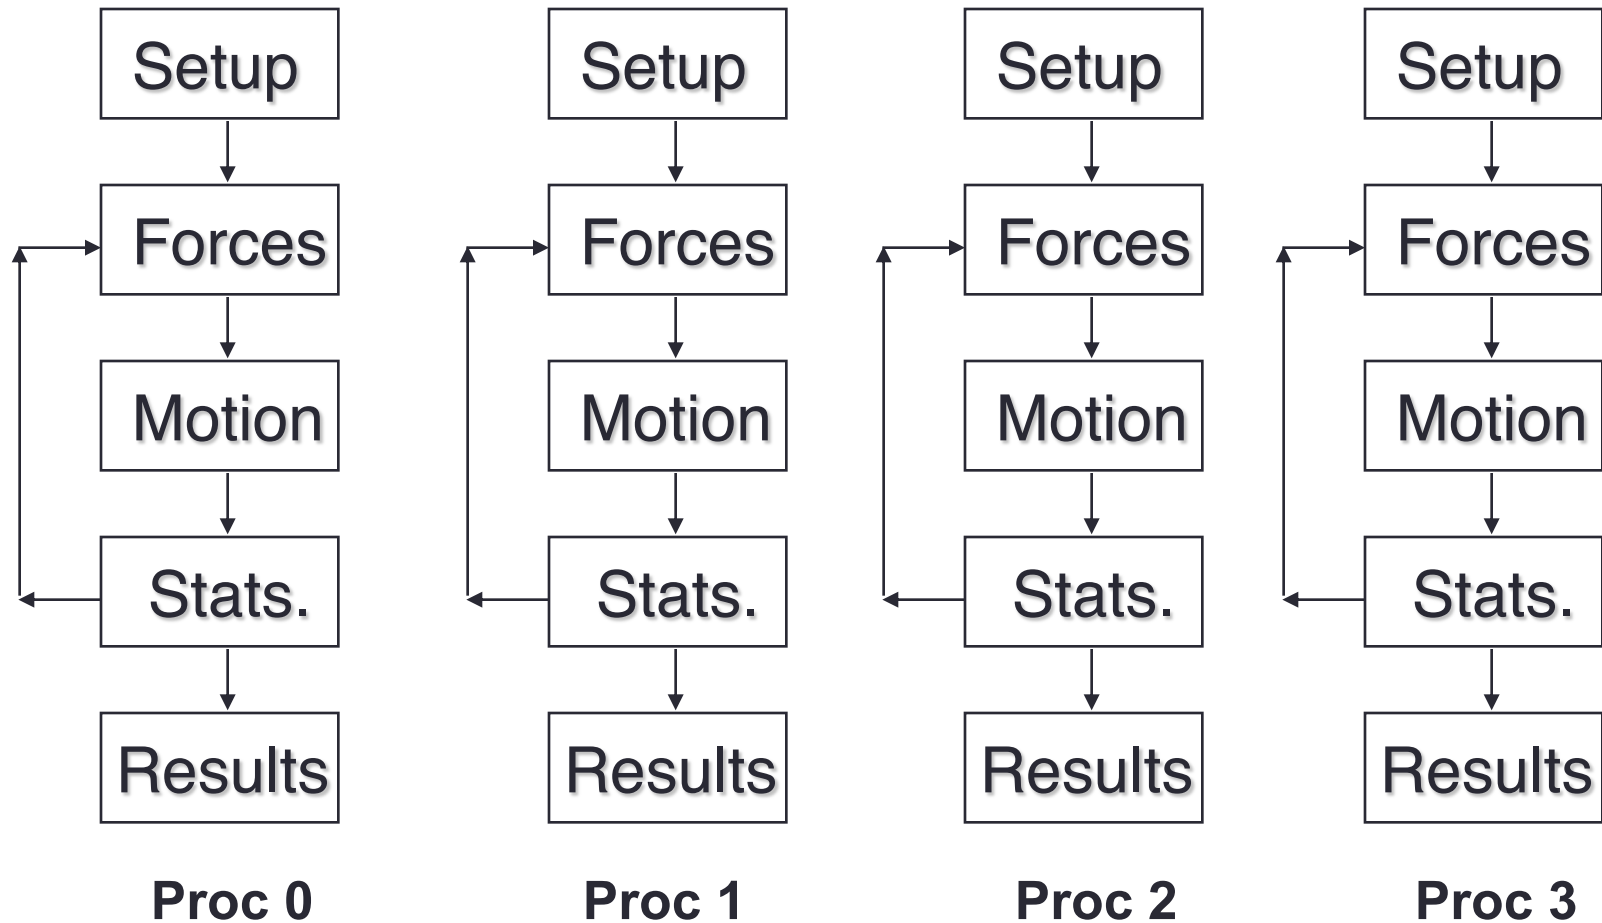 Setup
Setup
Setup
Setup
Forces
Forces
Forces
Forces
Motion
Motion
Motion
Motion
Stats.
Stats.
Stats.
Stats.
Results
Results
Results
Results
Proc 0
Proc 1
Proc 2
Proc 3